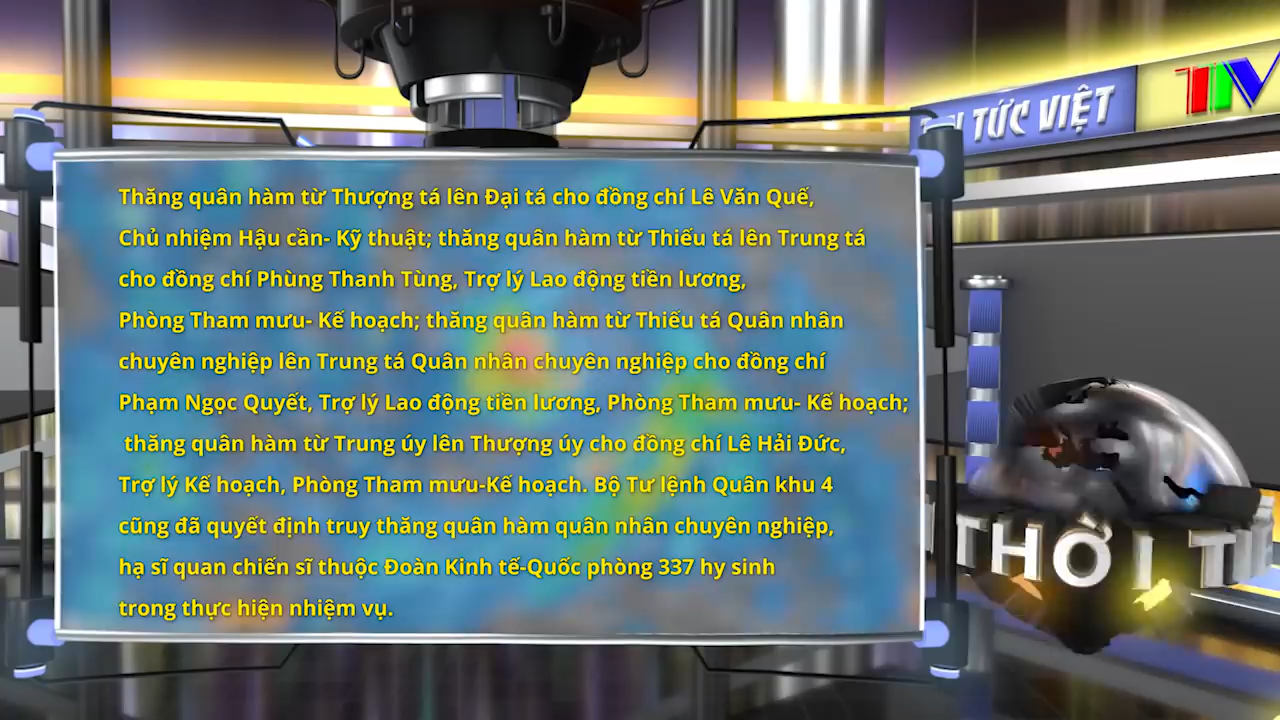 Thăng quân hàm từ Thượng tá lên Đại tá cho đồng chí Lê Văn Quế,
Chủ nhiệm Hậu cần- Kỹ thuật; thăng quân hàm từ Thiếu tá lên Trung tá
cho đồng chí Phùng Thanh Tùng, Trợ lý Lao động tiền lương,
Phòng Tham mưu- Kế hoạch; thăng quân hàm từ Thiếu tá Quân nhân
chuyên nghiệp lên Trung tá Quân nhân chuyên nghiệp cho đồng chí
Phạm Ngọc Quyết, Trợ lý Lao động tiền lương, Phòng Tham mưu- Kế hoạch;
thăng quân hàm từ Trung úy lên Thượng úy cho đồng chí Lê Hải Đức,
Trợ lý Kế hoạch, Phòng Tham mưu-Kế hoạch. Bộ Tư lệnh Quân khu 4
cũng đã quyết định truy thăng quân hàm quân nhân chuyên nghiệp,
hạ sĩ quan chiến sĩ thuộc Đoàn Kinh tế-Quốc phòng 337 hy sinh
trong thực hiện nhiệm vụ.
TỨC VIỆT
THỜI